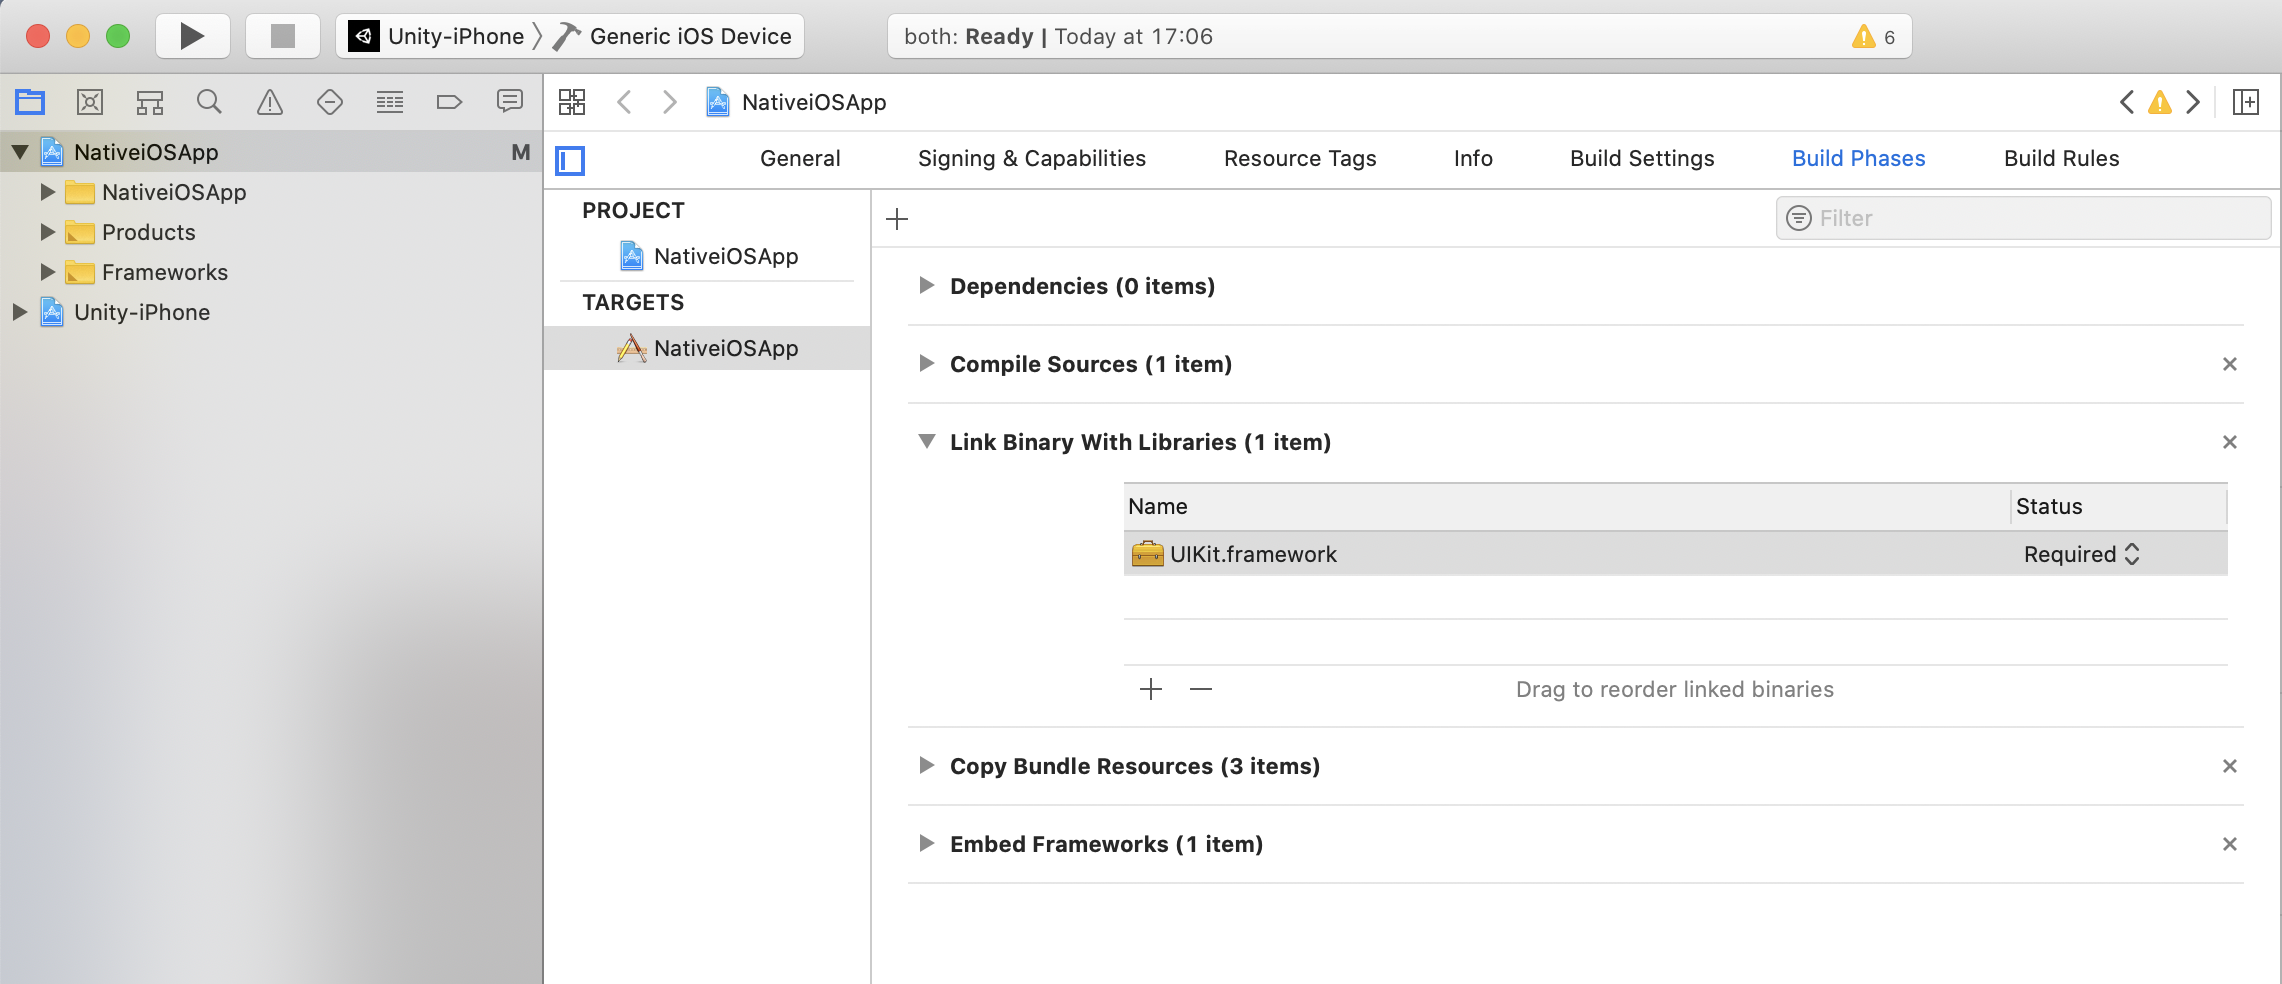 Unity-iPhone 〉 Generic iOS Device
both: Ready | Today at 17:06
6
NativeiOSApp
General
Signing & Capabilities
Resource Tags
Info
Build Settings
Build Phases
Build Rules
NativeiOSApp M
NativeiOSApp
Products
Frameworks
Unity-iPhone
PROJECT
NativeiOSApp
TARGETS
NativeiOSApp
Filter
Dependencies (0 items)
Compile Sources (1 item)
Link Binary With Libraries (1 item)
Name Status
UIKit.framework Required
Drag to reorder linked binaries
Copy Bundle Resources (3 items)
Embed Frameworks (1 item)